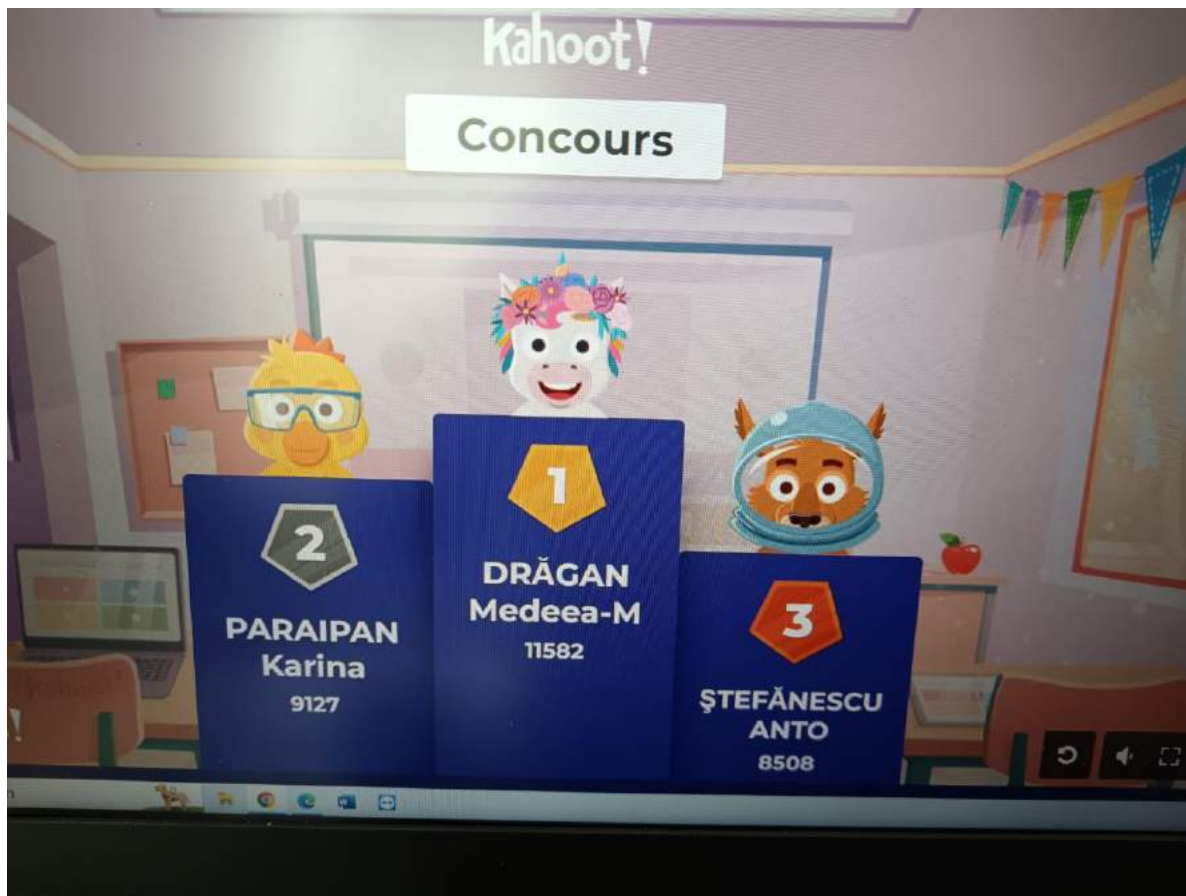 Kahoot!
Concours
1
DRĂGAN
Medeea-M
11582
2
PARAIPAN
Karina
9127
3
ŞTEFĂNESCU
ANTO
8508